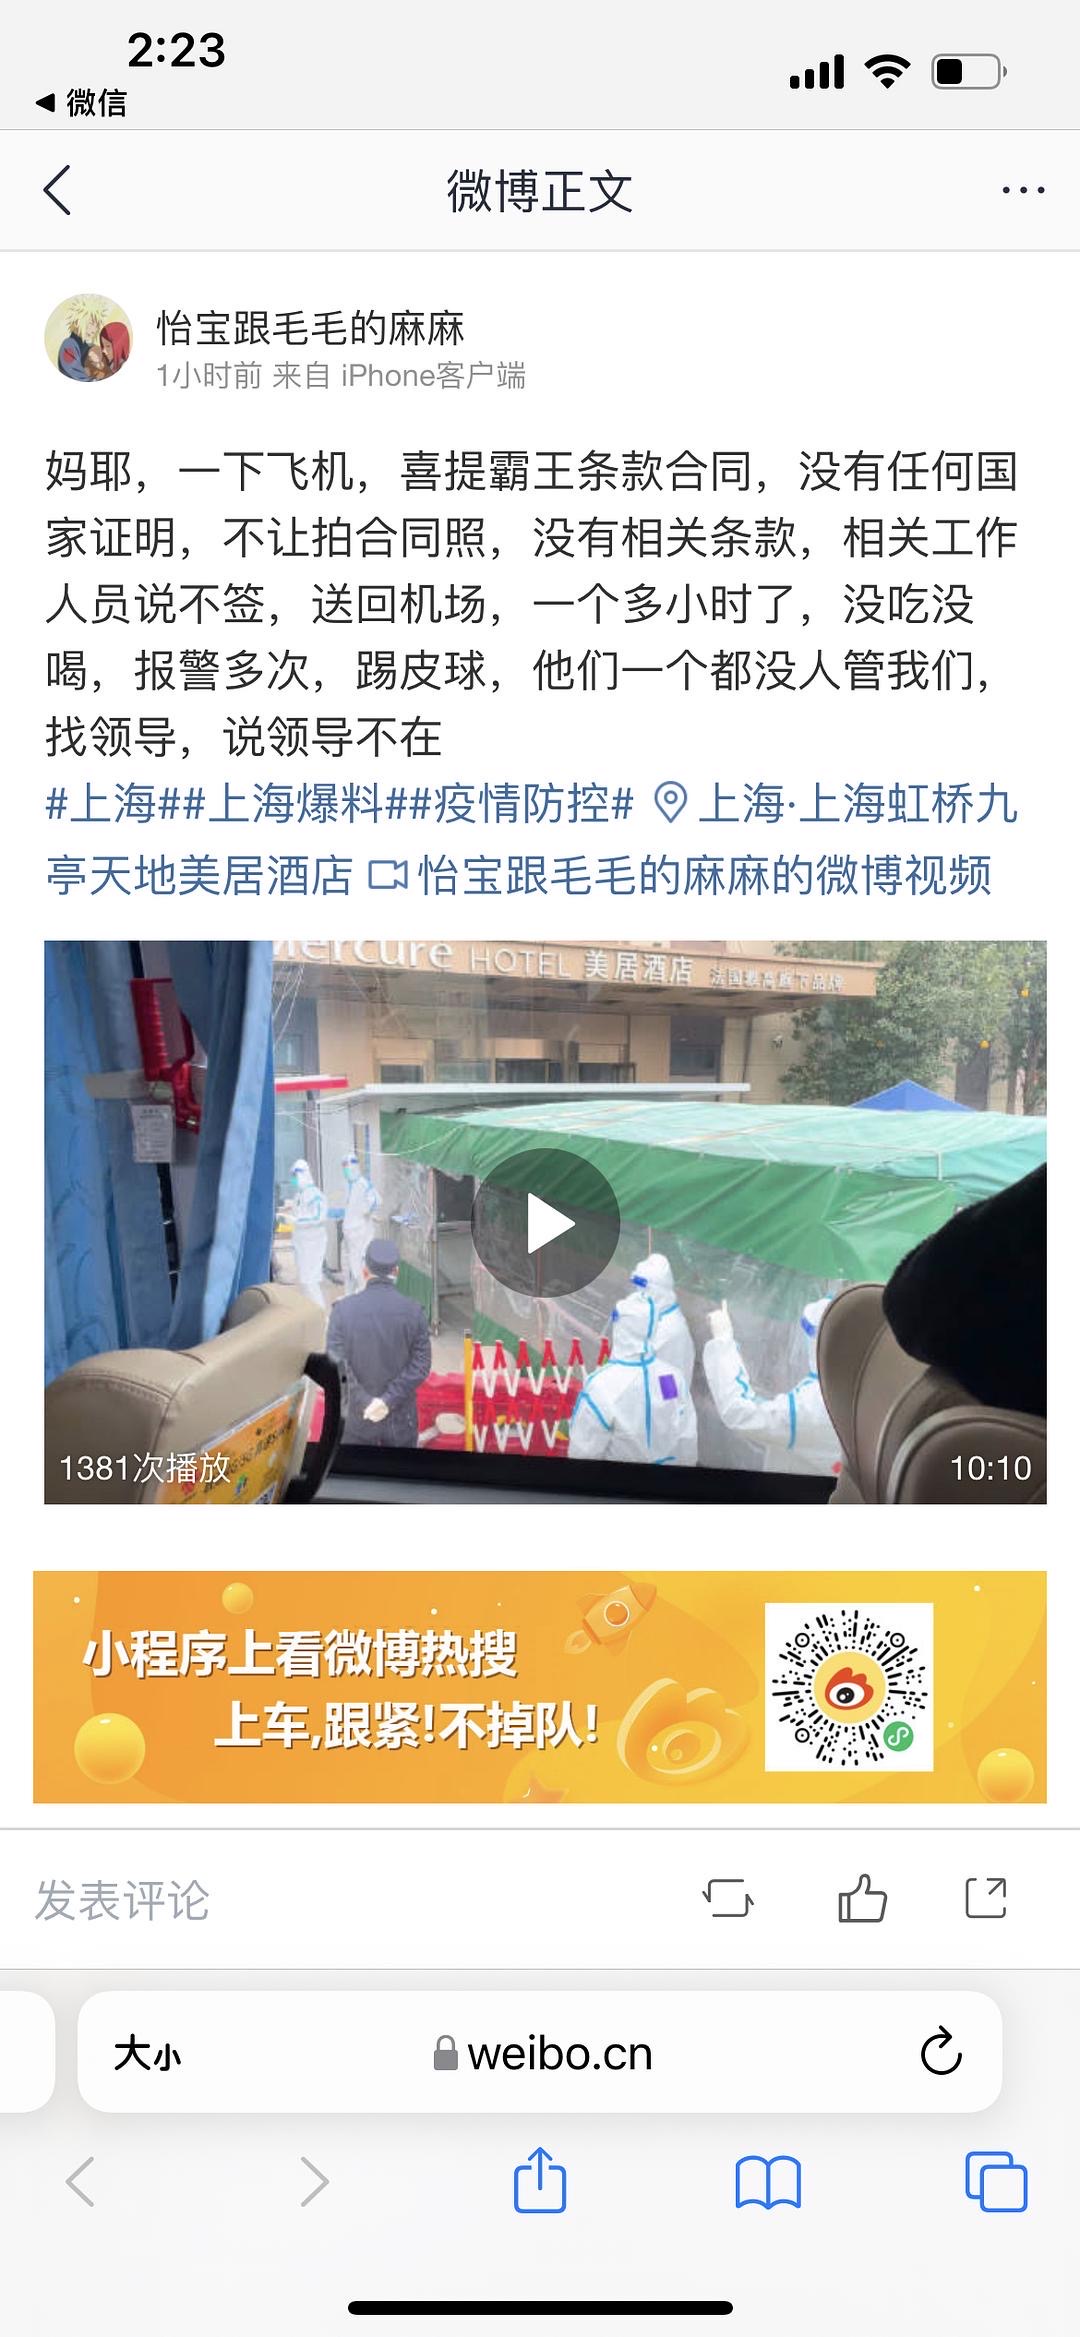 2:23
微信
微博正文
怡宝跟毛毛的麻麻
1小时前 来自 iPhone客户端
妈耶，一下飞机，喜提霸王条款合同，没有任何国
家证明，不让拍合同照，没有相关条款，相关工作
人员说不签，送回机场，一个多小时了，没吃没
喝，报警多次，踢皮球，他们一个都没人管我们，
找领导，说领导不在
#上海##上海爆料##疫情防控# 上海·上海虹桥九
亭天地美居酒店 怡宝跟毛毛的麻麻的微博视频
Mercure HOTEL 美居酒店 法国雅高旗下品牌
1381次播放
10:10
小程序上看微博热搜
上车,跟紧!不掉队!
发表评论
大小
weibo.cn